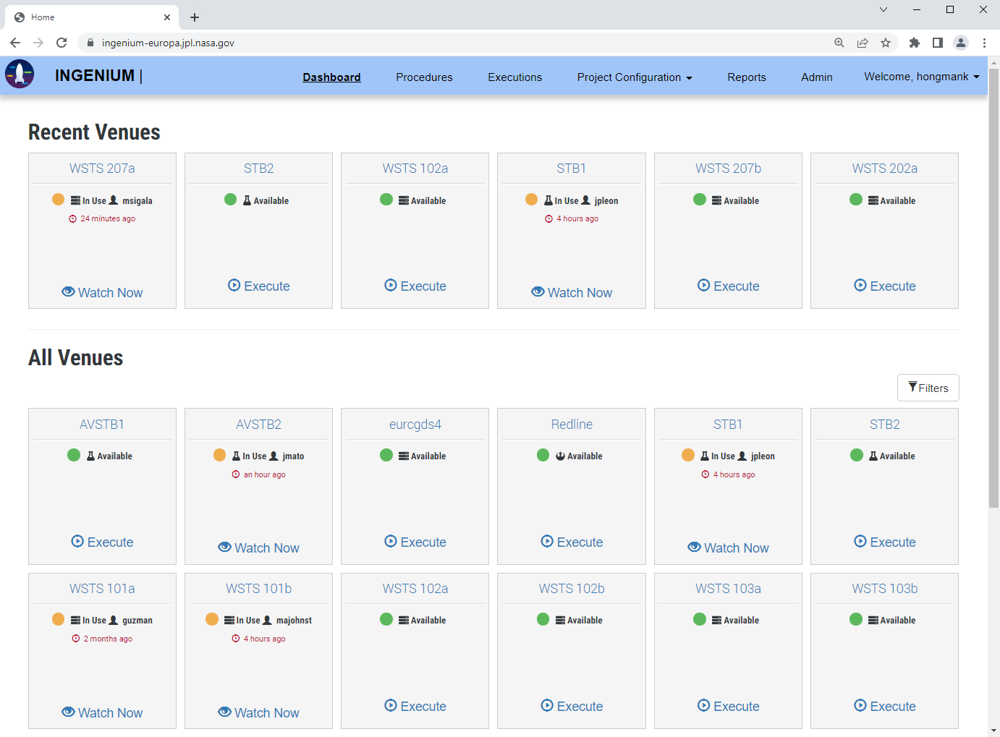 Home
ingenium-europa.jpl.nasa.gov
INGENIUM |
Dashboard
Procedures
Executions
Project Configuration
Reports
Admin
Welcome, hongmank
Recent Venues
WSTS 207a
In Use msigala
24 minutes ago
Watch Now
STB2
Available
Execute
WSTS 102a
Available
Execute
STB1
In Use jpleon
4 hours ago
Watch Now
WSTS 207b
Available
Execute
WSTS 202a
Available
Execute
All Venues
Filters
AVSTB1
Available
Execute
AVSTB2
In Use jmato
an hour ago
Watch Now
eurcgds4
Available
Execute
Redline
Available
Execute
STB1
In Use jpleon
4 hours ago
Watch Now
STB2
Available
Execute
WSTS 101a
In Use guzman
2 months ago
Watch Now
WSTS 101b
In Use majohnst
4 hours ago
Watch Now
WSTS 102a
Available
Execute
WSTS 102b
Available
Execute
WSTS 103a
Available
Execute
WSTS 103b
Available
Execute